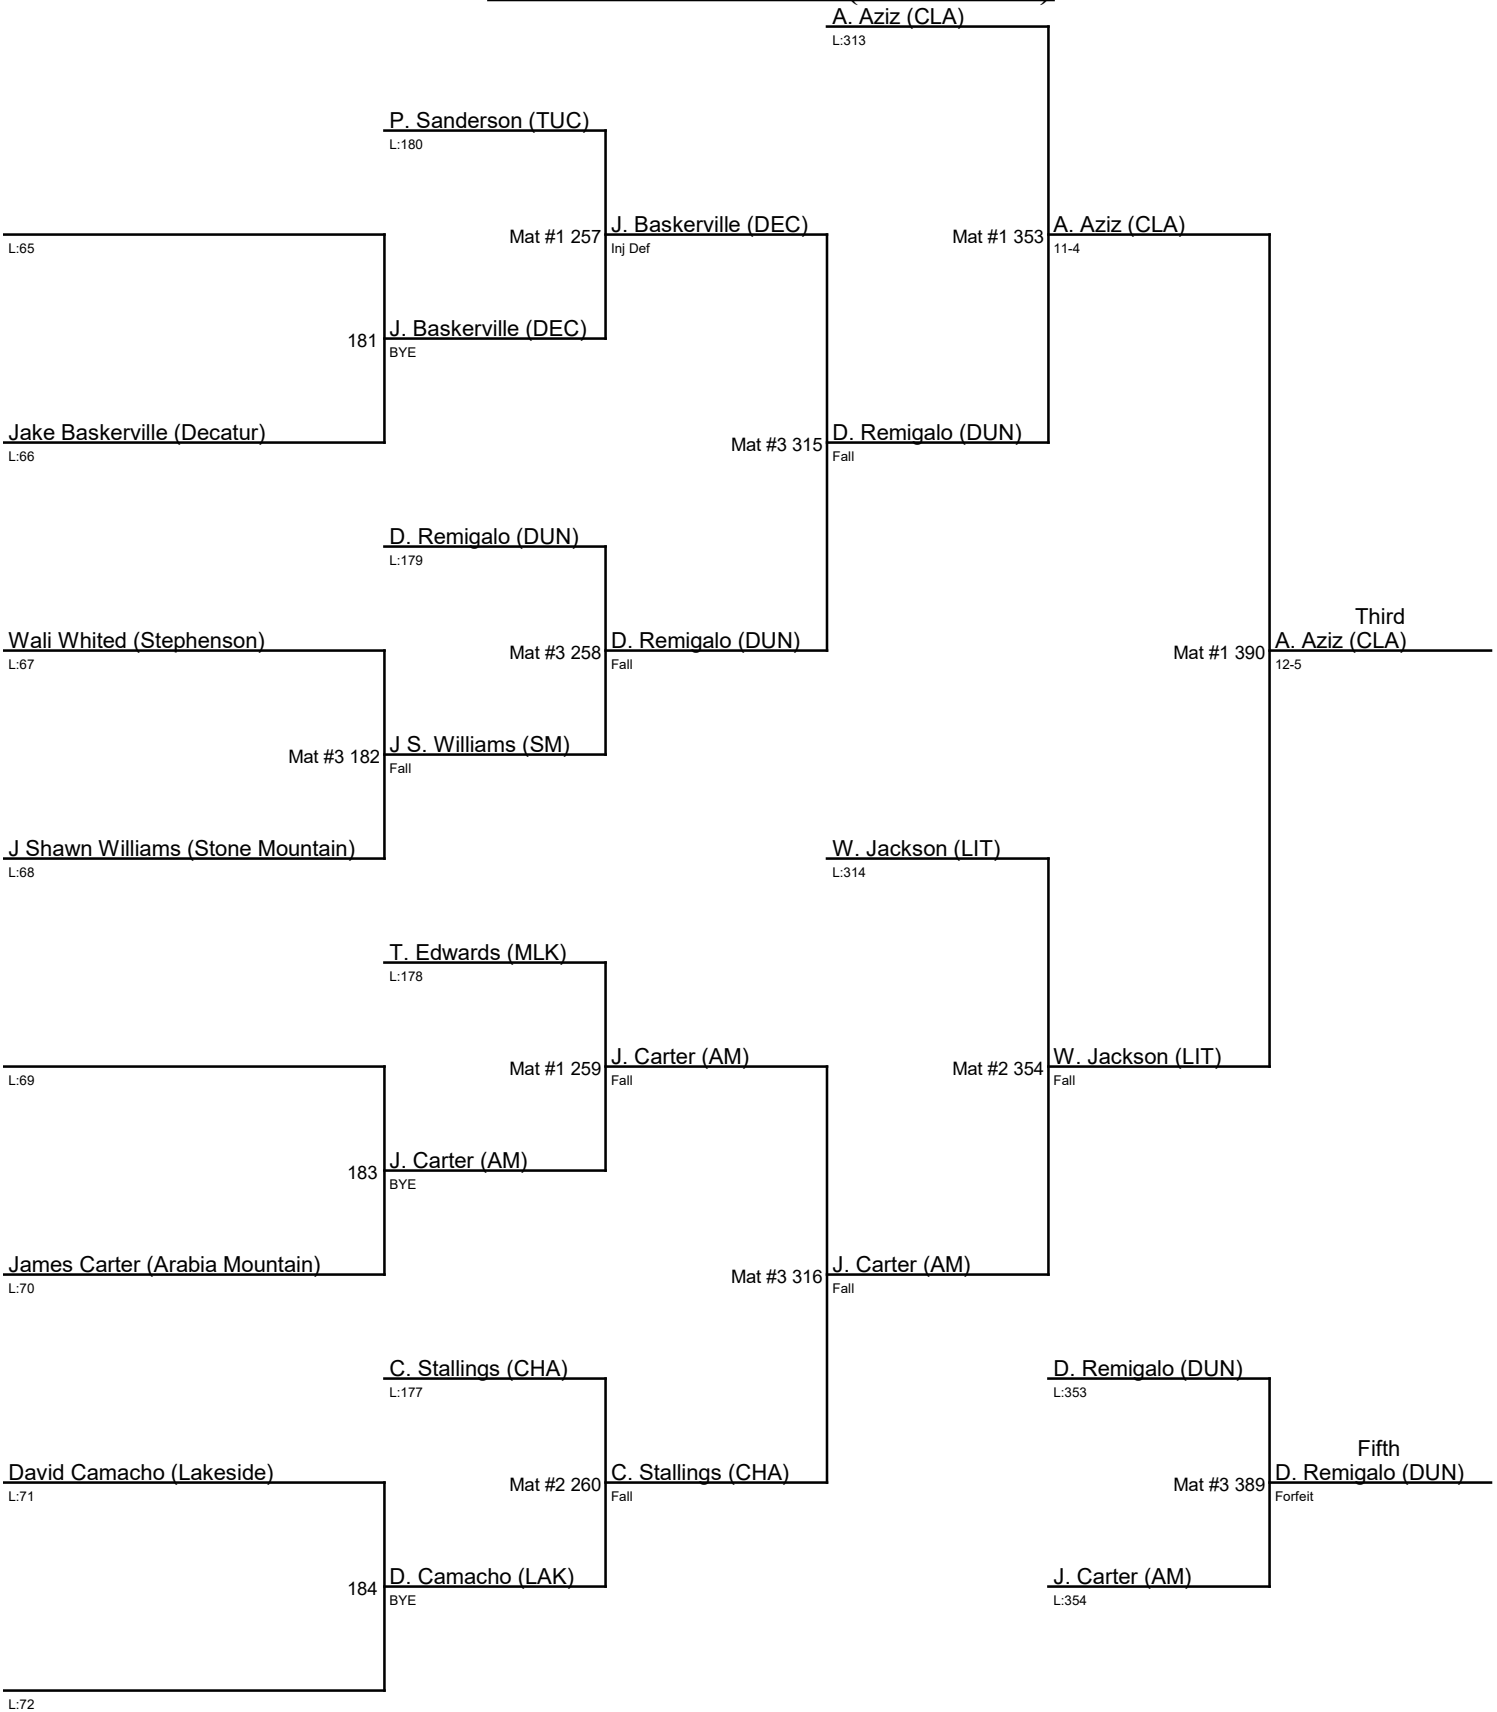 A. Aziz (CLA)
L:313
P. Sanderson (TUC)
L:180
L:65
Mat #1 257
J. Baskerville (DEC)
Inj Def
Mat #1 353
A. Aziz (CLA)
11-4
181
J. Baskerville (DEC)
BYE
Jake Baskerville (Decatur)
L:66
Mat #3 315
D. Remigalo (DUN)
Fall
D. Remigalo (DUN)
L:179
Wali Whited (Stephenson)
L:67
Mat #3 258
D. Remigalo (DUN)
Fall
Third
Mat #1 390
A. Aziz (CLA)
12-5
Mat #3 182
J S. Williams (SM)
Fall
J Shawn Williams (Stone Mountain)
L:68
W. Jackson (LIT)
L:314
T. Edwards (MLK)
L:178
L:69
Mat #1 259
J. Carter (AM)
Fall
Mat #2 354
W. Jackson (LIT)
Fall
183
J. Carter (AM)
BYE
James Carter (Arabia Mountain)
L:70
Mat #3 316
J. Carter (AM)
Fall
C. Stallings (CHA)
L:177
D. Remigalo (DUN)
L:353
David Camacho (Lakeside)
L:71
Mat #2 260
C. Stallings (CHA)
Fall
Fifth
Mat #3 389
D. Remigalo (DUN)
Forfeit
184
D. Camacho (LAK)
BYE
J. Carter (AM)
L:354
L:72